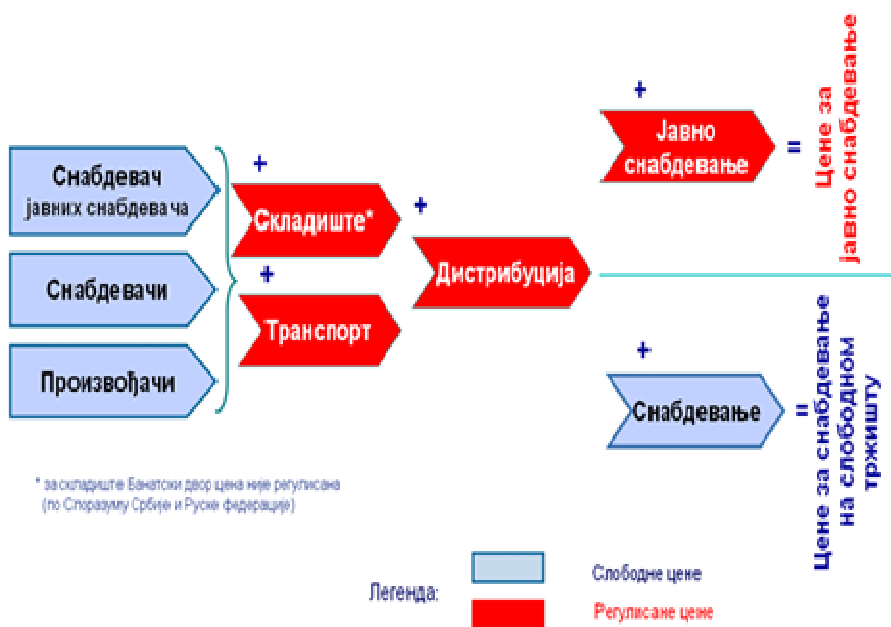 +
Јавно
снабдевање
=
Цене за
јавно снабдевање
Снабдевач
јавних снабдевача
+
Складиште*
+
Дистрибуција
Снабдевачи
+
Транспорт
Произвођачи
+
Снабдевање
=
Цене за снабдевање
на слободном
тржишту
* за складиште Банатски двор цена није регулисана
(по Споразуму Србије и Руске федерације)
Легенда:
Слободне цене
Регулисане цене